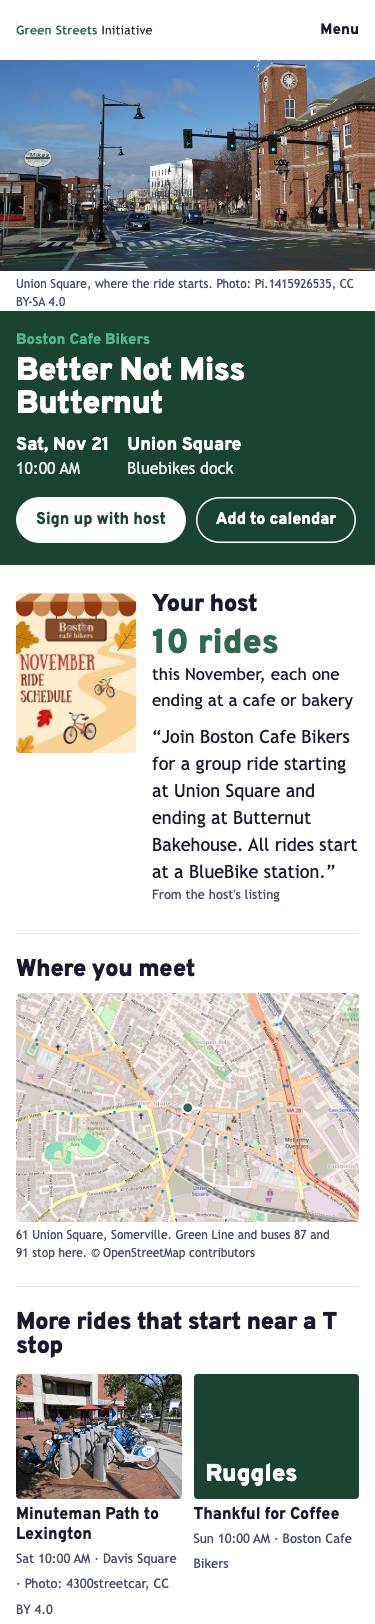 Green Streets Initiative
Menu
Union Square, where the ride starts. Photo: Pi.1415926535, CC
BY-SA 4.0
Boston Cafe Bikers
Better Not Miss
Butternut
Sat, Nov 21
10:00 AM
Union Square
Bluebikes dock
Sign up with host
Add to calendar
Boston
café bikers
NOVEMBER
RIDE
SCHEDULE
Your host
10 rides
this November, each one
ending at a cafe or bakery
“Join Boston Cafe Bikers
for a group ride starting
at Union Square and
ending at Butternut
Bakehouse. All rides start
at a BlueBike station.”
From the host's listing
Where you meet
MA 28
McGrath
Overpass
Union
Square
61 Union Square, Somerville. Green Line and buses 87 and
91 stop here. © OpenStreetMap contributors
More rides that start near a T
stop
Minuteman Path to
Lexington
Sat 10:00 AM · Davis Square
· Photo: 4300streetcar, CC
BY 4.0
Ruggles
Thankful for Coffee
Sun 10:00 AM · Boston Cafe
Bikers